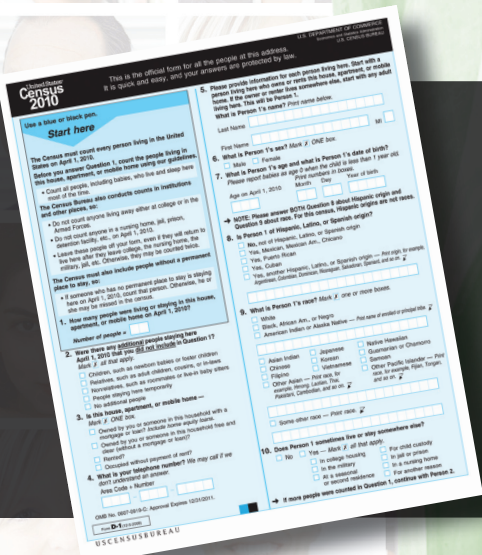 U.S. DEPARTMENT OF COMMERCE
Economics and Statistics Administration
U.S. CENSUS BUREAU
United States
Census
2010
This is the official form for all the people at this address.
It is quick and easy, and your answers are protected by law.
Use a blue or black pen.
Start here
The Census must count every person living in the United
States on April 1, 2010.
Before you answer Question 1, count the people living in
this house, apartment, or mobile home using our guidelines.
• Count all people, including babies, who live and sleep here
most of the time.
The Census Bureau also conducts counts in institutions
and other places, so:
• Do not count anyone living away either at college or in the
Armed Forces.
• Do not count anyone in a nursing home, jail, prison,
detention facility, etc., on April 1, 2010.
• Leave these people off your form, even if they will return to
live here after they leave college, the nursing home, the
military, jail, etc. Otherwise, they may be counted twice.
The Census must also include people without a permanent
place to stay, so:
• If someone who has no permanent place to stay is staying
here on April 1, 2010, count that person. Otherwise, he or
she may be missed in the census.
1. How many people were living or staying in this house,
apartment, or mobile home on April 1, 2010?
Number of people =
2. Were there any additional people staying here
April 1, 2010 that you did not include in Question 1?
Mark X all that apply.
Children, such as newborn babies or foster children
Relatives, such as adult children, cousins, or in-laws
Nonrelatives, such as roommates or live-in baby sitters
People staying here temporarily
No additional people
3. Is this house, apartment, or mobile home —
Mark X ONE box.
Owned by you or someone in this household with a
mortgage or loan? Include home equity loans.
Owned by you or someone in this household free and
clear (without a mortgage or loan)?
Rented?
Occupied without payment of rent?
4. What is your telephone number? We may call if we
don't understand an answer.
Area Code + Number
OMB No. 0607-0919-C: Approval Expires 12/31/2011.
Form D-1
USCENSUSBUREAU
5. Please provide information for each person living here. Start with a
person living here who owns or rents this house, apartment, or mobile
home. If the owner or renter lives somewhere else, start with any adult
living here. This will be Person 1.
What is Person 1's name? Print name below.
Last Name
First Name MI
6. What is Person 1's sex? Mark X ONE box.
Male Female
7. What is Person 1's age and what is Person 1's date of birth?
Please report babies as age 0 when the child is less than 1 year old.
Print numbers in boxes.
Age on April 1, 2010 Month Day Year of birth
➔ NOTE: Please answer BOTH Question 8 about Hispanic origin and
Question 9 about race. For this census, Hispanic origins are not races.
8. Is Person 1 of Hispanic, Latino, or Spanish origin?
No, not of Hispanic, Latino, or Spanish origin
Yes, Mexican, Mexican Am., Chicano
Yes, Puerto Rican
Yes, Cuban
Yes, another Hispanic, Latino, or Spanish origin — Print origin, for example,
Argentinean, Colombian, Dominican, Nicaraguan, Salvadoran, Spaniard, and so on.
9. What is Person 1's race? Mark X one or more boxes.
White
Black, African Am., or Negro
American Indian or Alaska Native — Print name of enrolled or principal tribe.
Asian Indian Japanese Native Hawaiian
Chinese Korean Guamanian or Chamorro
Filipino Vietnamese Samoan
Other Asian — Print race, for
example, Hmong, Laotian, Thai,
Pakistani, Cambodian, and so on.
Other Pacific Islander — Print
race, for example, Fijian, Tongan,
and so on.
Some other race — Print race.
10. Does Person 1 sometimes live or stay somewhere else?
No Yes — Mark X all that apply.
In college housing For child custody
In the military In jail or prison
At a seasonal In a nursing home
or second residence For another reason
➔ If more people were counted in Question 1, continue with Person 2.